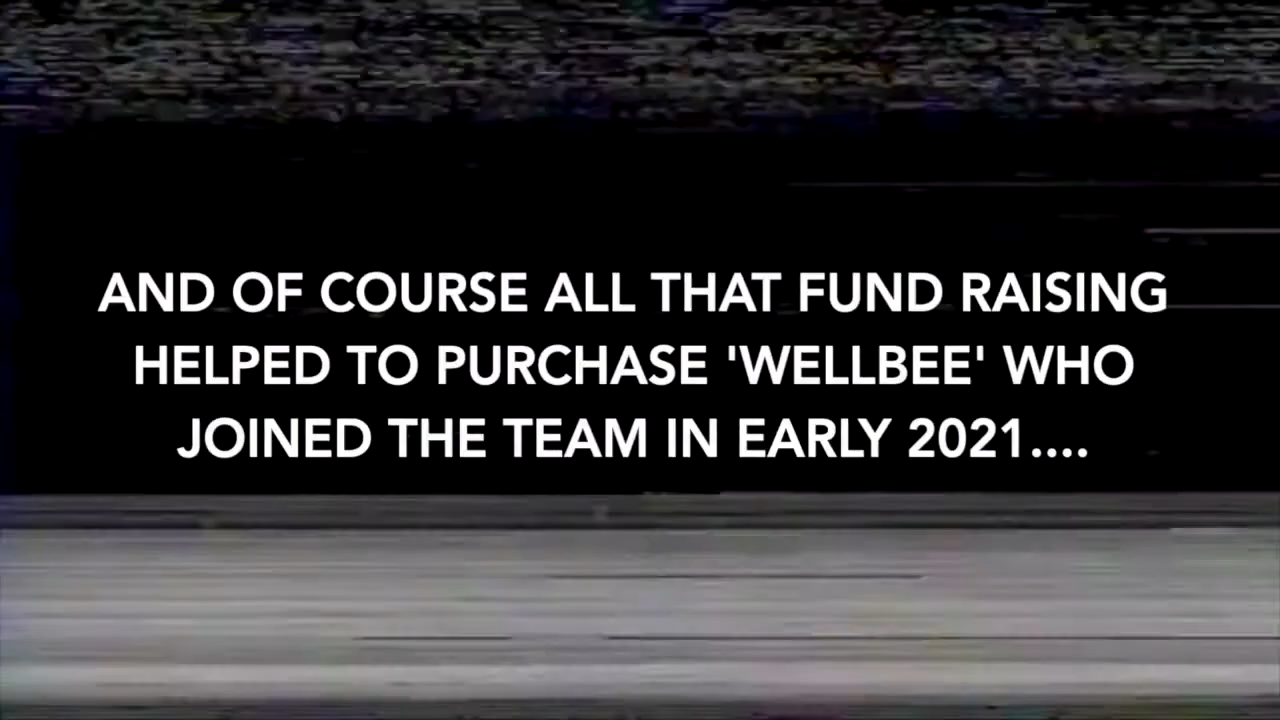 AND OF COURSE ALL THAT FUND RAISING
HELPED TO PURCHASE 'WELLBEE' WHO
JOINED THE TEAM IN EARLY 2021....